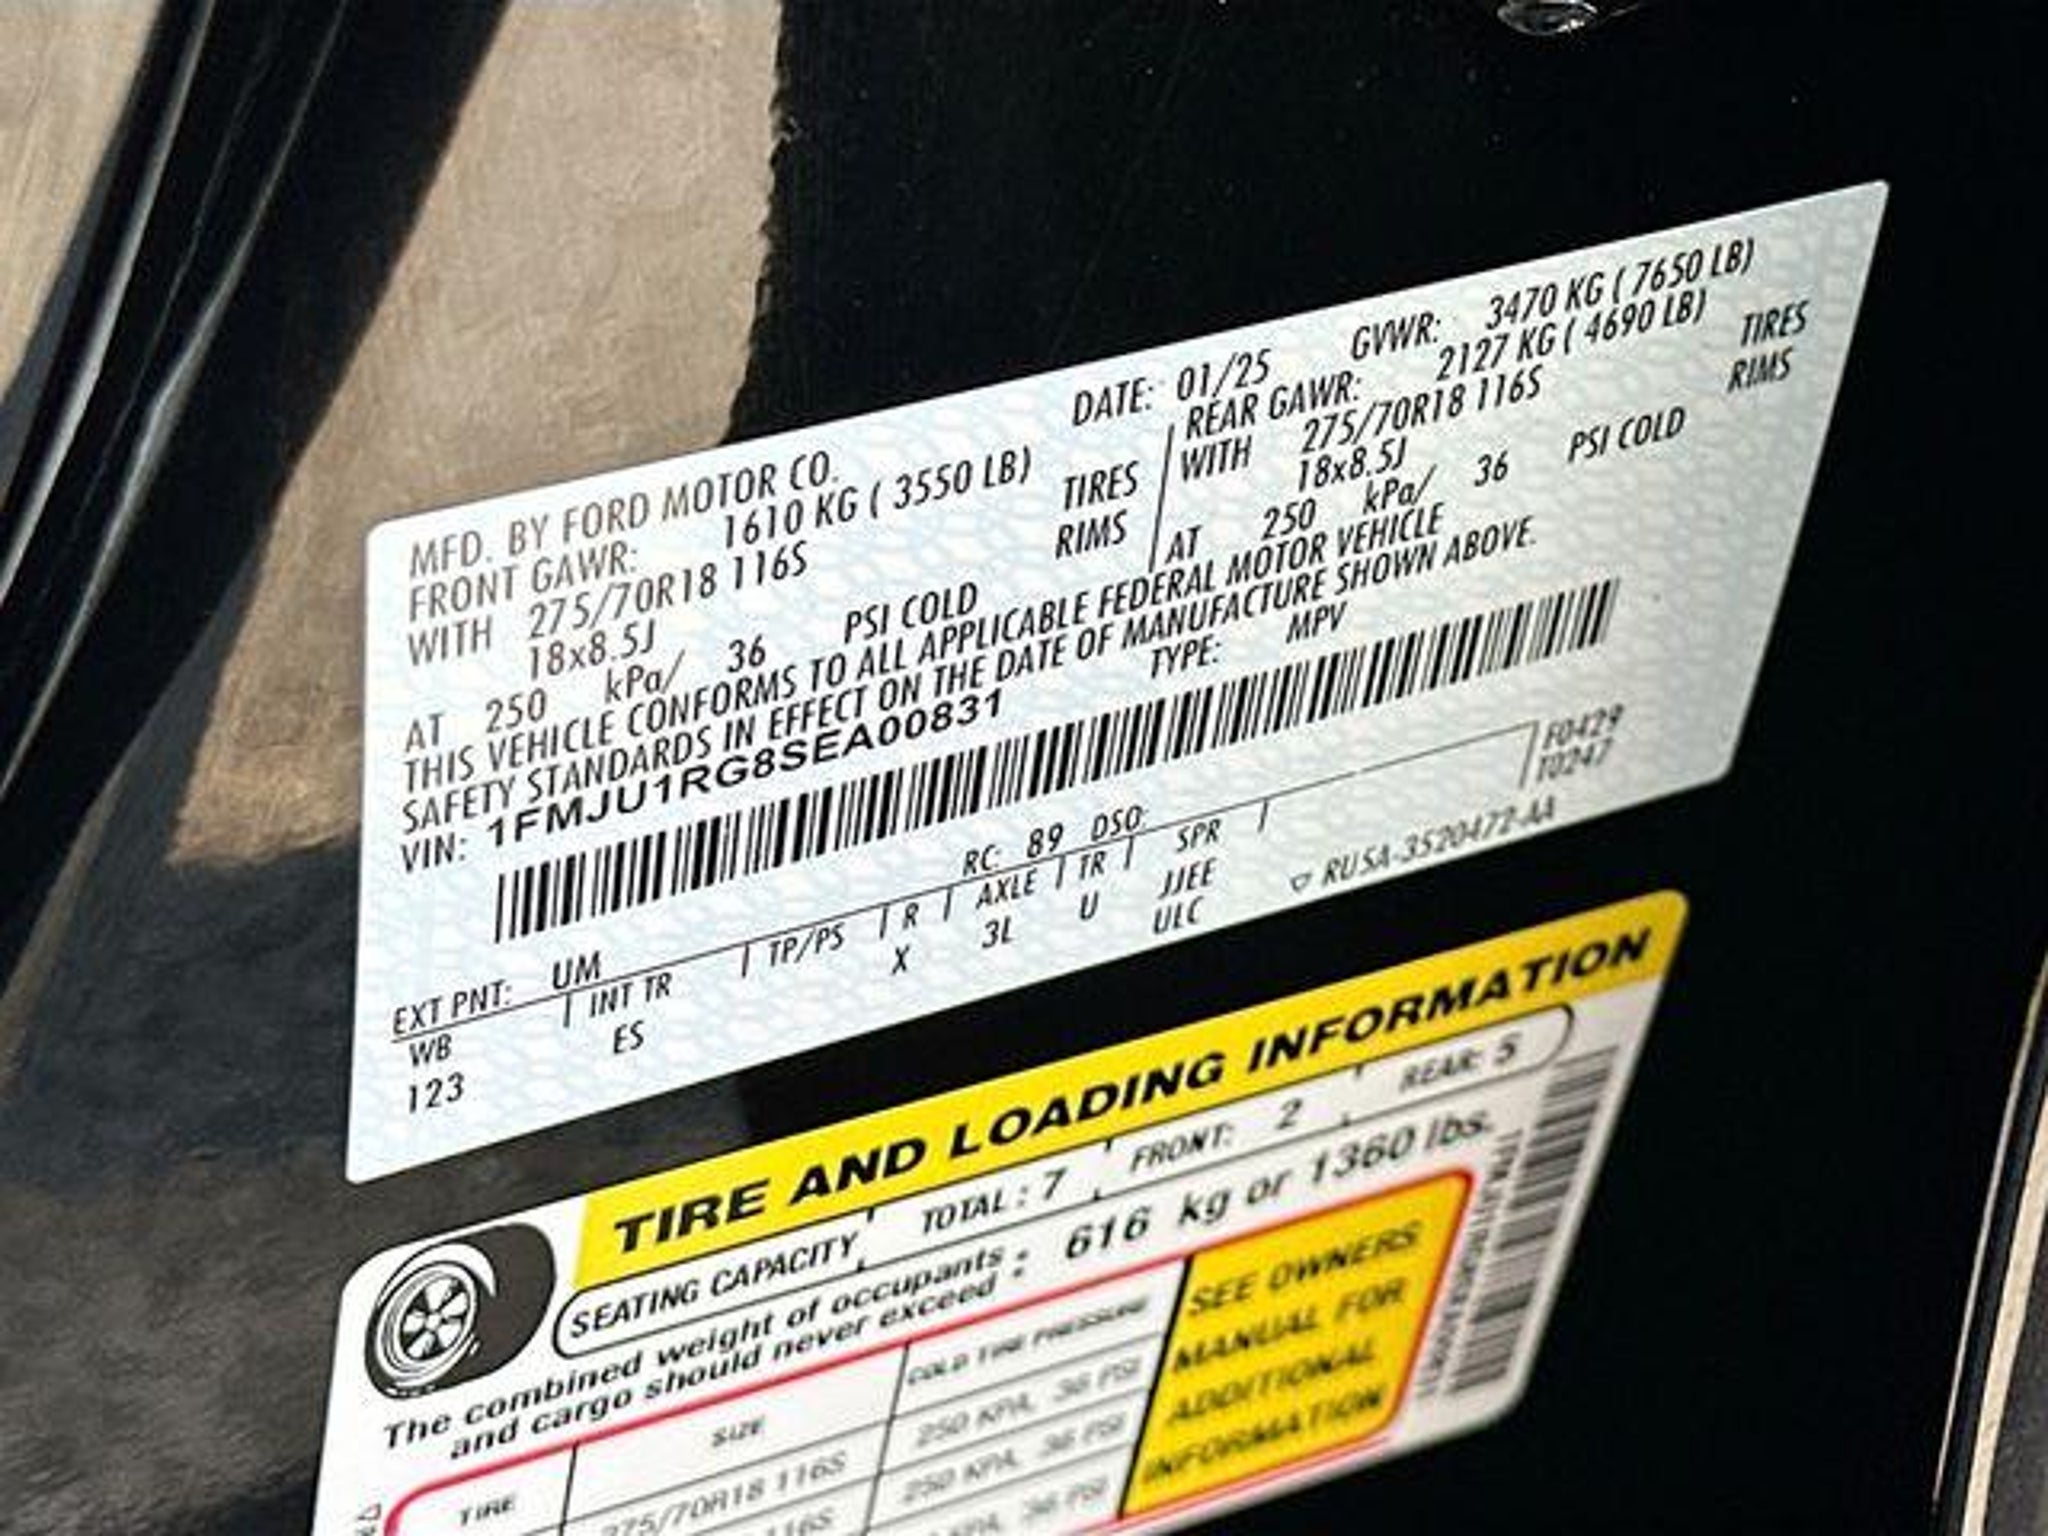 MFD. BY FORD MOTOR CO. DATE: 01/25 GVWR: 3470 KG ( 7650 LB)
FRONT GAWR: 1610 KG ( 3550 LB) REAR GAWR: 2127 KG ( 4690 LB)
WITH 275/70R18 116S TIRES WITH 275/70R18 116S TIRES
18x8.5J RIMS 18x8.5J RIMS
AT 250 kPa/ 36 PSI COLD AT 250 kPa/ 36 PSI COLD
THIS VEHICLE CONFORMS TO ALL APPLICABLE FEDERAL MOTOR VEHICLE
SAFETY STANDARDS IN EFFECT ON THE DATE OF MANUFACTURE SHOWN ABOVE.
VIN: 1FMJU1RG8SEA00831 TYPE: MPV
F0429
T0247
EXT PNT: UM RC: 89 DSO:
WB INT TR TP/PS R AXLE TR SPR
123 ES X 3L U JJEE
ULC
RU5A-3520472-AA
TIRE AND LOADING INFORMATION
SEATING CAPACITY TOTAL : 7 FRONT: 2 REAR: 5
The combined weight of occupants
and cargo should never exceed : 616 kg or 1360 lbs.
TIRE SIZE COLD TIRE PRESSURE
275/70R18 116S 250 KPA, 36 PSI
116S 250 KPA, 36 PSI
KPA, 36 PSI
SEE OWNERS
MANUAL FOR
ADDITIONAL
INFORMATION